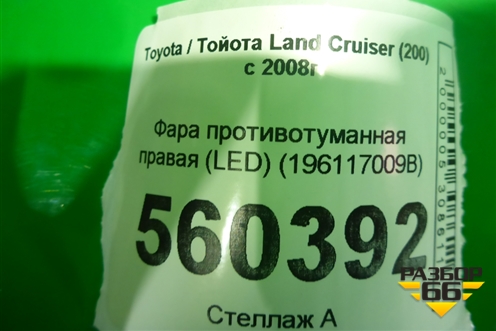 Toyota / Тойота Land Cruiser (200)
с 2008г
Фара противотуманная
правая (LED) (196117009B)
560392
Стеллаж А
РАЗБОР
66